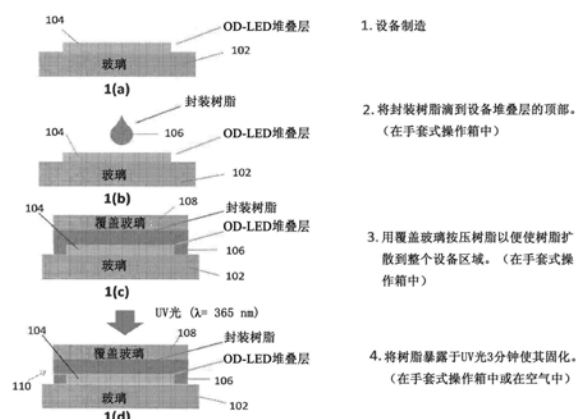 104
OD-LED堆叠层
玻璃
102
1(a)
1. 设备制造
封装树脂
104
106
OD-LED堆叠层
玻璃
102
1(b)
2. 将封装树脂滴到设备堆叠层的顶部。
（在手套式操作箱中）
104
108
覆盖玻璃
封装树脂
OD-LED堆叠层
106
玻璃
102
1(c)
3. 用覆盖玻璃按压树脂以便使树脂扩
散到整个设备区域。（在手套式操
作箱中）
UV光 (λ= 365 nm)
104
108
覆盖玻璃
封装树脂
OD-LED堆叠层
110
106
玻璃
102
1(d)
4. 将树脂暴露于UV光3分钟使其固化。
（在手套式操作箱中或在空气中）